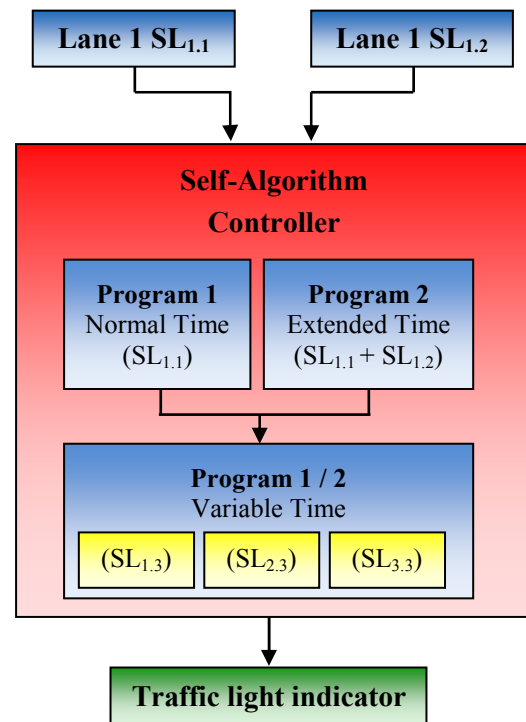 Lane 1 SL1.1
Lane 1 SL1.2
Self-Algorithm
Controller
Program 1
Normal Time
(SL1.1)
Program 2
Extended Time
(SL1.1 + SL1.2)
Program 1 / 2
Variable Time
(SL1.3)
(SL2.3)
(SL3.3)
Traffic light indicator